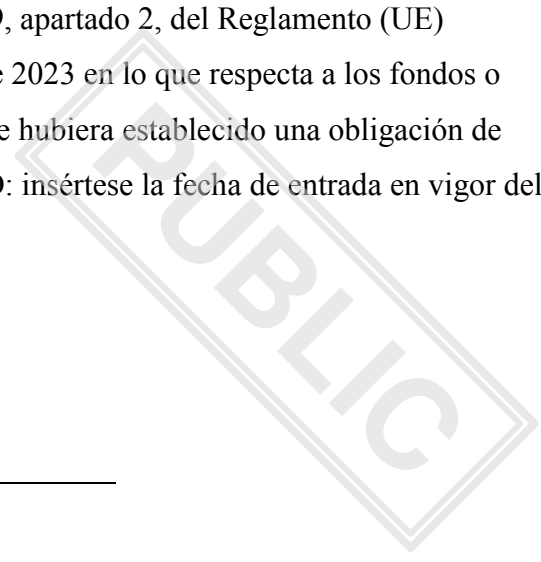 , apartado 2, del Reglamento (UE)
2023 en lo que respecta a los fondos o
hubiera establecido una obligación de
: insértese la fecha de entrada en vigor del
PUBLIC